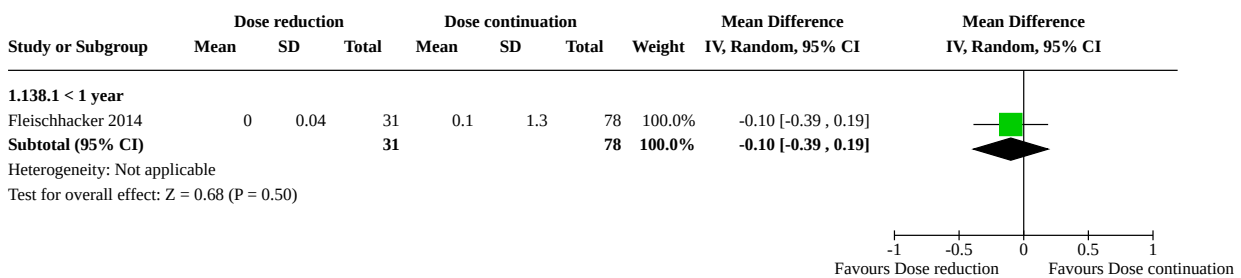 Dose reduction Dose continuation Mean Difference Mean Difference
Study or Subgroup Mean SD Total Mean SD Total Weight IV, Random, 95% CI IV, Random, 95% CI
1.138.1 < 1 year
Fleischhacker 2014 0 0.04 31 0.1 1.3 78 100.0% -0.10 [-0.39 , 0.19]
Subtotal (95% CI) 31 78 100.0% -0.10 [-0.39 , 0.19]
Heterogeneity: Not applicable
Test for overall effect: Z = 0.68 (P = 0.50)
-1 -0.5 0 0.5 1
Favours Dose reduction Favours Dose continuation